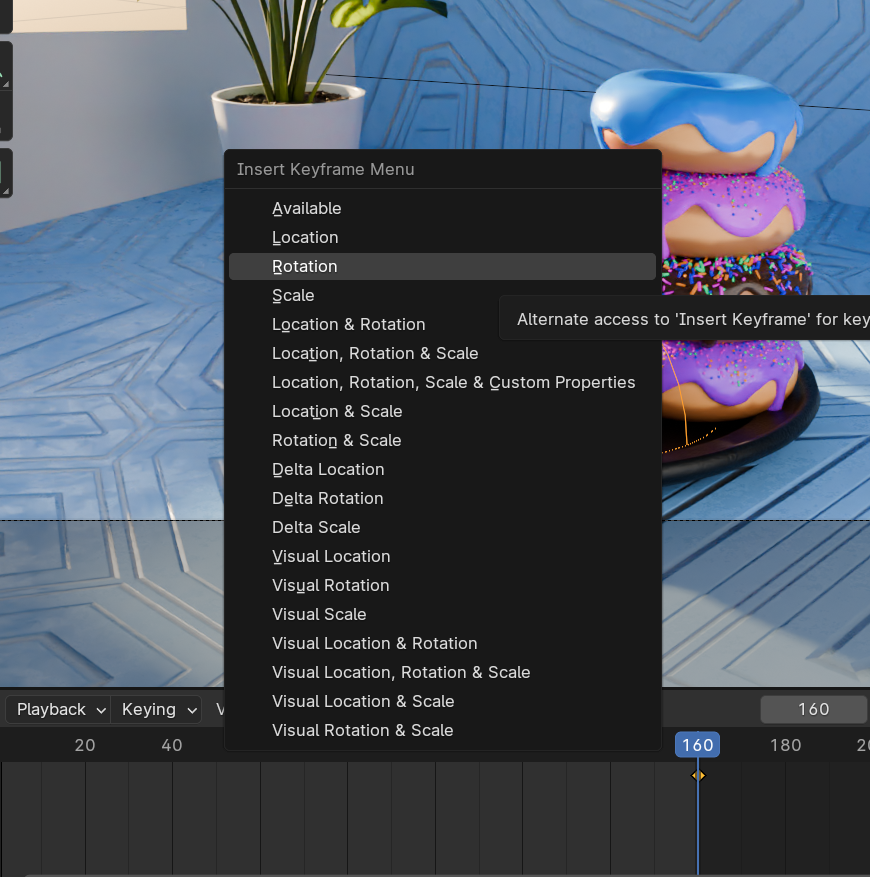 Insert Keyframe Menu
Available
Location
Rotation
Scale
Location & Rotation
Alternate access to 'Insert Keyframe' for key
Location, Rotation & Scale
Location, Rotation, Scale & Custom Properties
Location & Scale
Rotation & Scale
Delta Location
Delta Rotation
Delta Scale
Visual Location
Visual Rotation
Visual Scale
Visual Location & Rotation
Visual Location, Rotation & Scale
Visual Location & Scale
Visual Rotation & Scale
Playback Keying 160
20 40 160 180